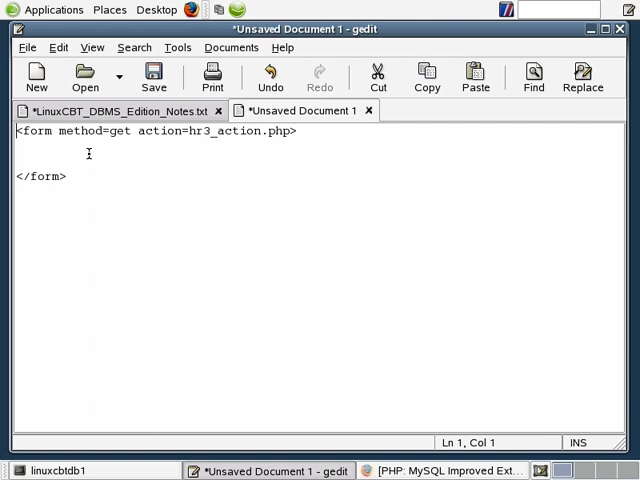 Applications Places Desktop
*Unsaved Document 1 - gedit
File Edit View Search Tools Documents Help
New Open Save Print Undo Redo Cut Copy Paste Find Replace
*LinuxCBT_DBMS_Edition_Notes.txt *Unsaved Document 1
<form method=get action=hr3_action.php>
</form>
Ln 1, Col 1 INS
linuxcbtdb1 *Unsaved Document 1 - gedit [PHP: MySQL Improved Ext...